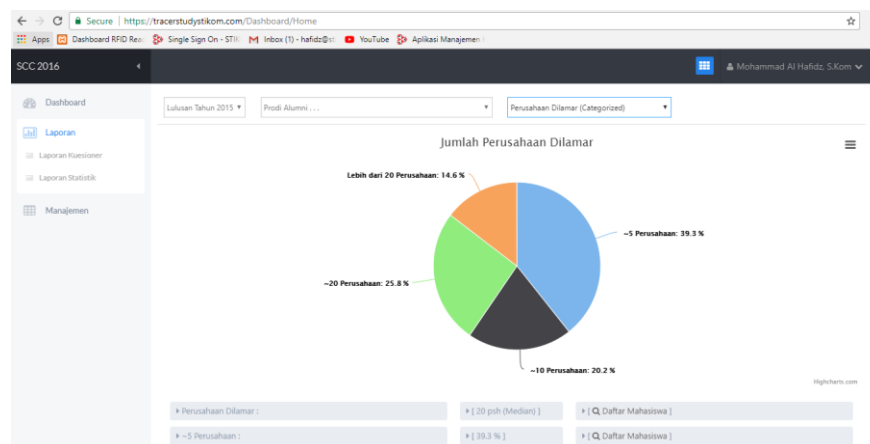 Secure | https://tracerstudystikom.com/Dashboard/Home
Apps Dashboard RFID Rea Single Sign On - STI Inbox (1) - hafidz@st YouTube Aplikasi Manajemen
SCC 2016 Mohammad Al Hafidz, S.Kom
Dashboard
Lulusan Tahun 2015 Prodi Alumni . . . Perusahaan Dilamar (Categorized)
Laporan
Laporan Kuesioner
Laporan Statistik
Manajemen
Jumlah Perusahaan Dilamar
Lebih dari 20 Perusahaan: 14.6 %
~5 Perusahaan: 39.3 %
~20 Perusahaan: 25.8 %
~10 Perusahaan: 20.2 %
Highcharts.com
Perusahaan Dilamar : [ 20 psh (Median) ] [ Daftar Mahasiswa ]
~5 Perusahaan : [ 39.3 % ] [ Daftar Mahasiswa ]